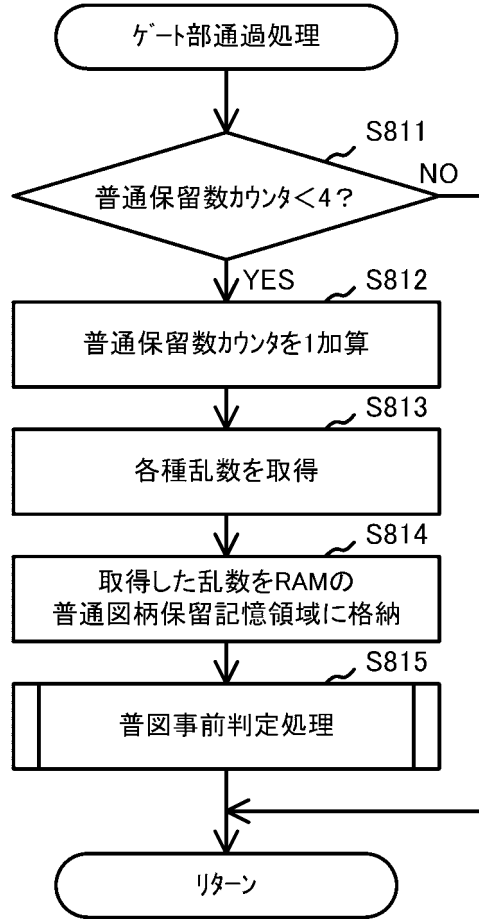 ゲート部通過処理
S811
普通保留数カウンタ＜4？
NO
YES
S812
普通保留数カウンタを1加算
S813
各種乱数を取得
S814
取得した乱数をRAMの
普通図柄保留記憶領域に格納
S815
普図事前判定処理
リターン